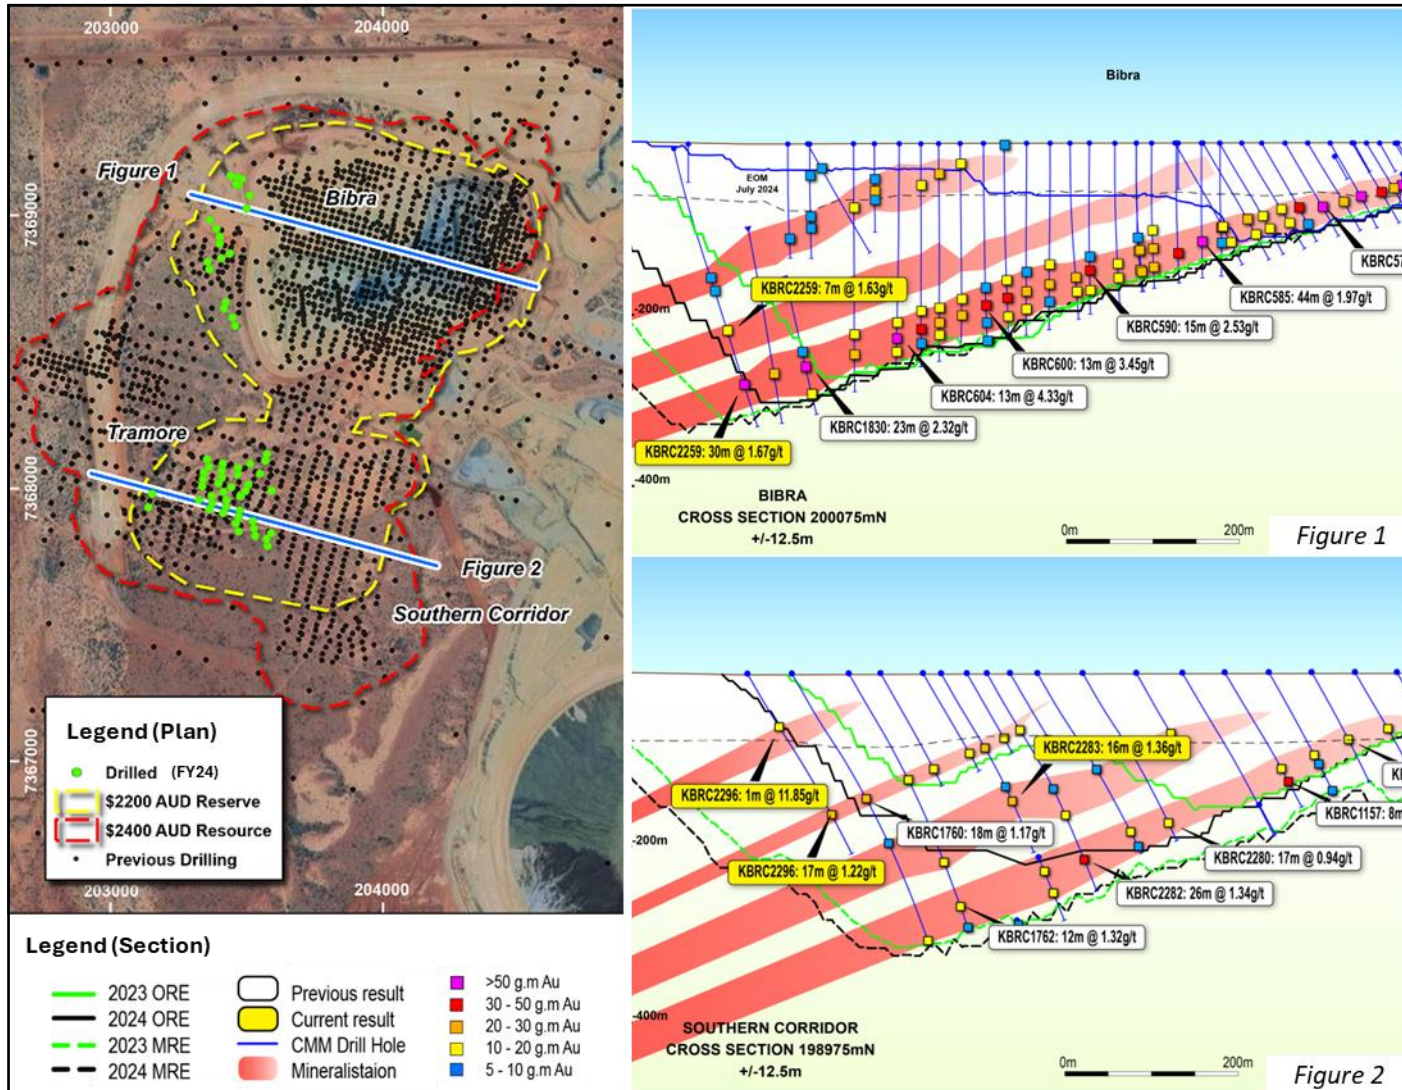 203000
204000
7369000
7368000
7367000
Figure 1
Bibra
Tramore
Figure 2
Southern Corridor
Legend (Plan)
Drilled (FY24)
$2200 AUD Reserve
$2400 AUD Resource
Previous Drilling
203000
204000
Legend (Section)
2023 ORE
2024 ORE
2023 MRE
2024 MRE
Previous result
Current result
CMM Drill Hole
Mineralistaion
>50 g.m Au
30 - 50 g.m Au
20 - 30 g.m Au
10 - 20 g.m Au
5 - 10 g.m Au
Bibra
EOM
July 2024
KBRC2259: 7m @ 1.63g/t
-200m
KBRC57
KBRC585: 44m @ 1.97g/t
KBRC590: 15m @ 2.53g/t
KBRC600: 13m @ 3.45g/t
KBRC604: 13m @ 4.33g/t
KBRC1830: 23m @ 2.32g/t
KBRC2259: 30m @ 1.67g/t
-400m
BIBRA
CROSS SECTION 200075mN
+/-12.5m
0m
200m
Figure 1
KBRC2283: 16m @ 1.36g/t
KBRC2296: 1m @ 11.85g/t
KBRC1760: 18m @ 1.17g/t
KBRC1157: 8m
-200m
KBRC2280: 17m @ 0.94g/t
KBRC2296: 17m @ 1.22g/t
KBRC2282: 26m @ 1.34g/t
KBRC1762: 12m @ 1.32g/t
-400m
SOUTHERN CORRIDOR
CROSS SECTION 198975mN
+/-12.5m
0m
200m
Figure 2